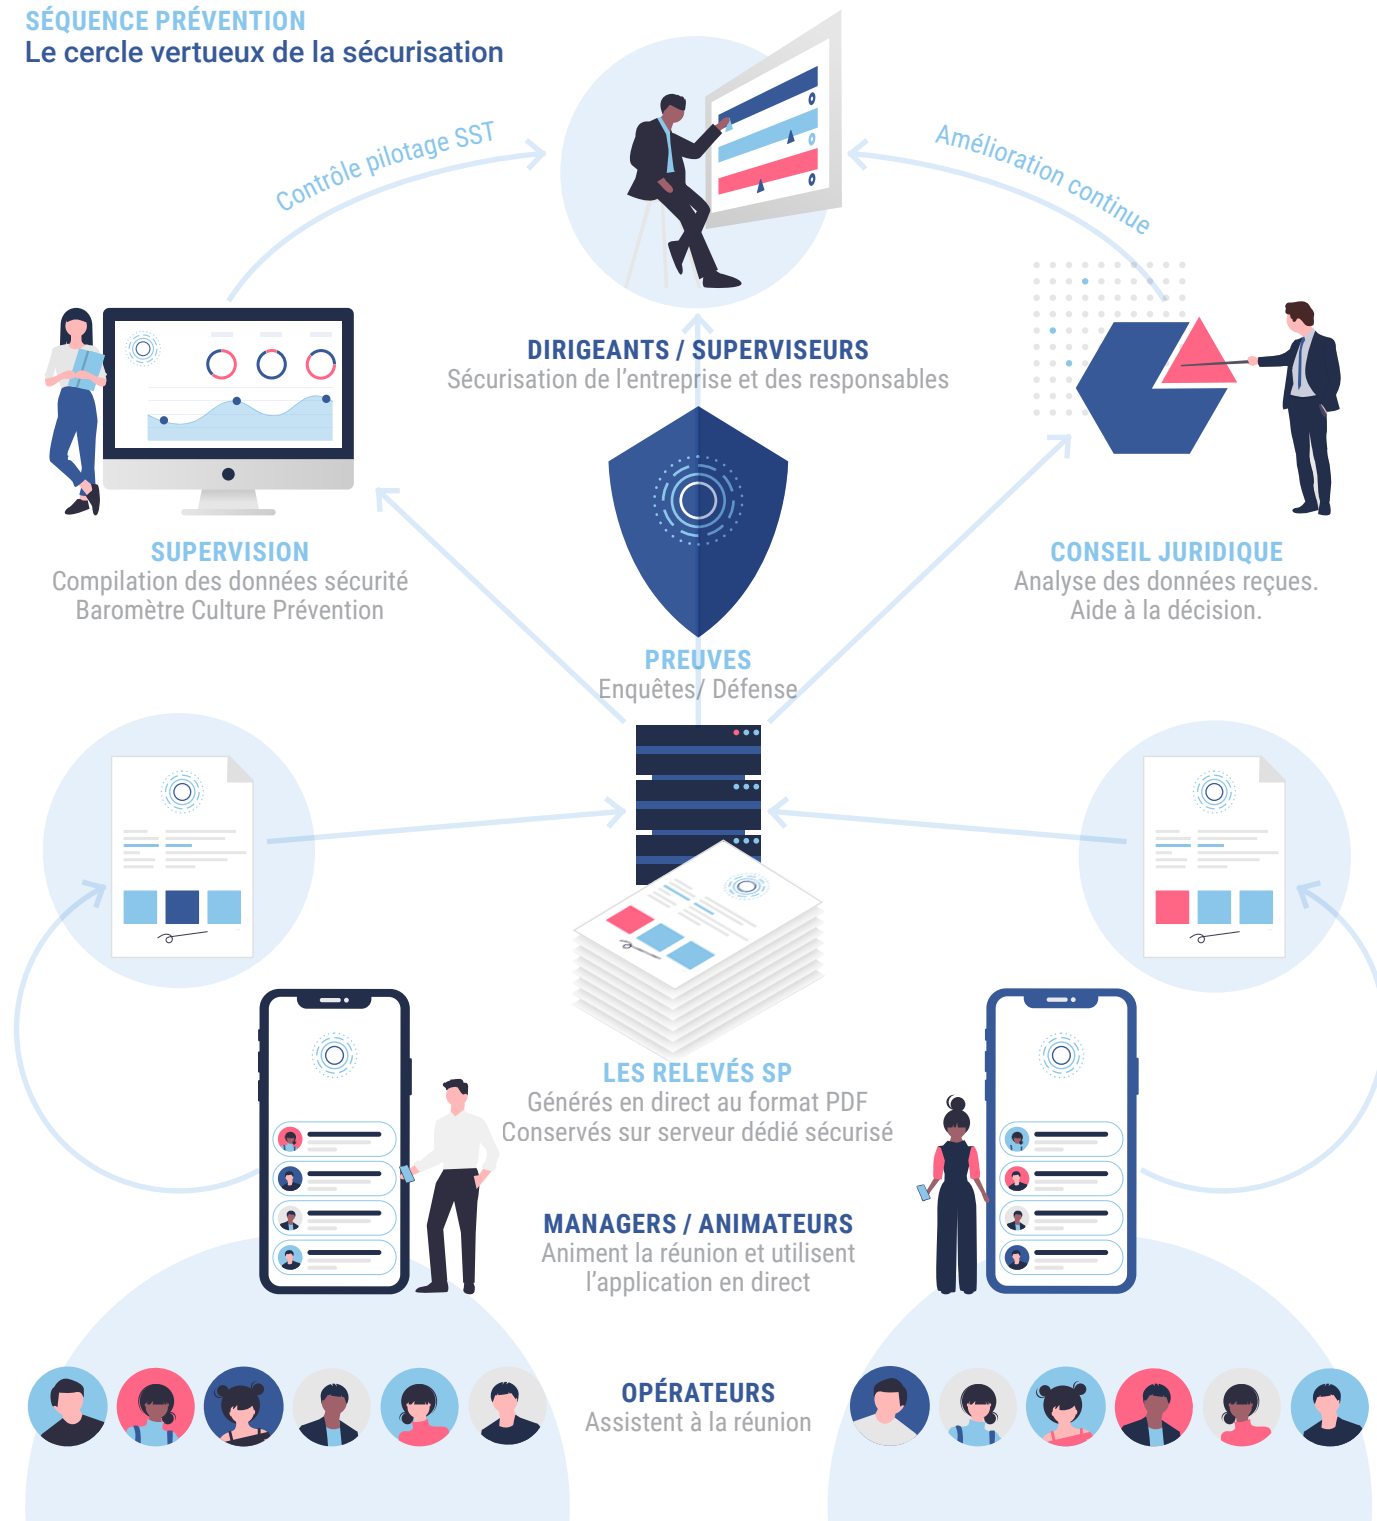 SÉQUENCE PRÉVENTION
Le cercle vertueux de la sécurisation
Contrôle pilotage SST
Amélioration continue
DIRIGEANTS / SUPERVISEURS
Sécurisation de l’entreprise et des responsables
SUPERVISION
Compilation des données sécurité
Baromètre Culture Prévention
CONSEIL JURIDIQUE
Analyse des données reçues.
Aide à la décision.
PREUVES
Enquêtes/ Défense
LES RELEVÉS SP
Générés en direct au format PDF
Conservés sur serveur dédié sécurisé
MANAGERS / ANIMATEURS
Animent la réunion et utilisent
l’application en direct
OPÉRATEURS
Assistent à la réunion